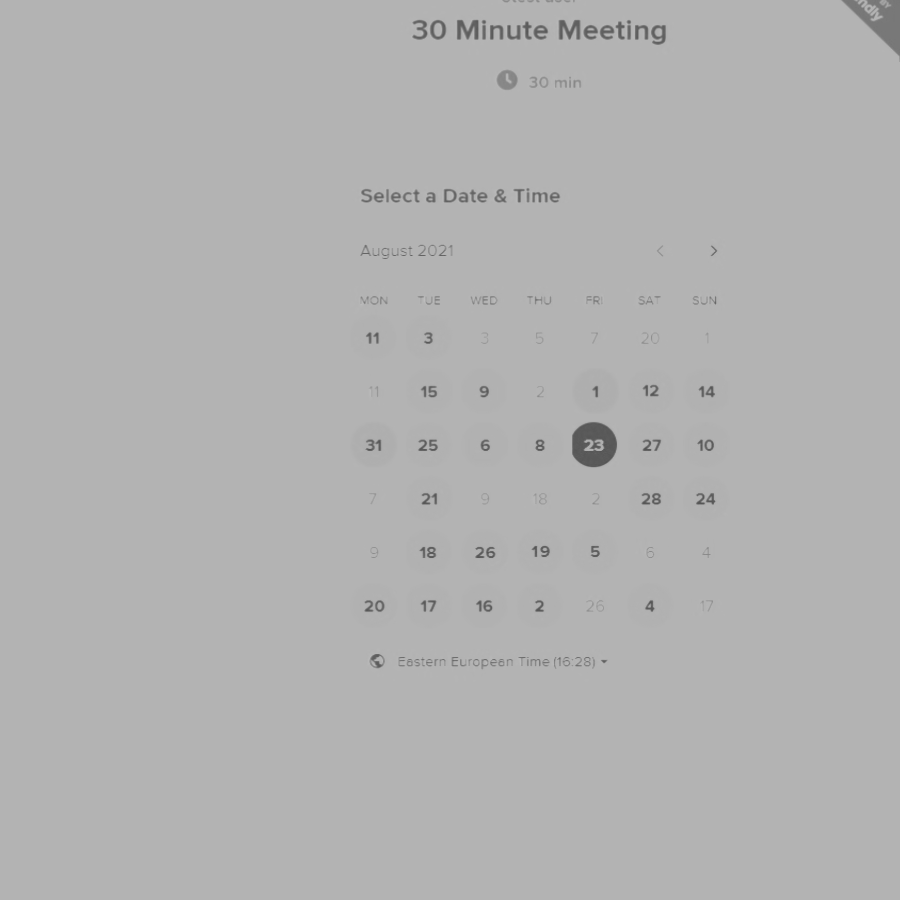 30 Minute Meeting
30 min
Select a Date & Time
August 2021
MON TUE WED THU FRI SAT SUN
11 3 3 5 7 20 1
11 15 9 2 1 12 14
31 25 6 8 23 27 10
7 21 9 18 2 28 24
9 18 26 19 5 6 4
20 17 16 2 26 4 17
Eastern European Time (16:28)